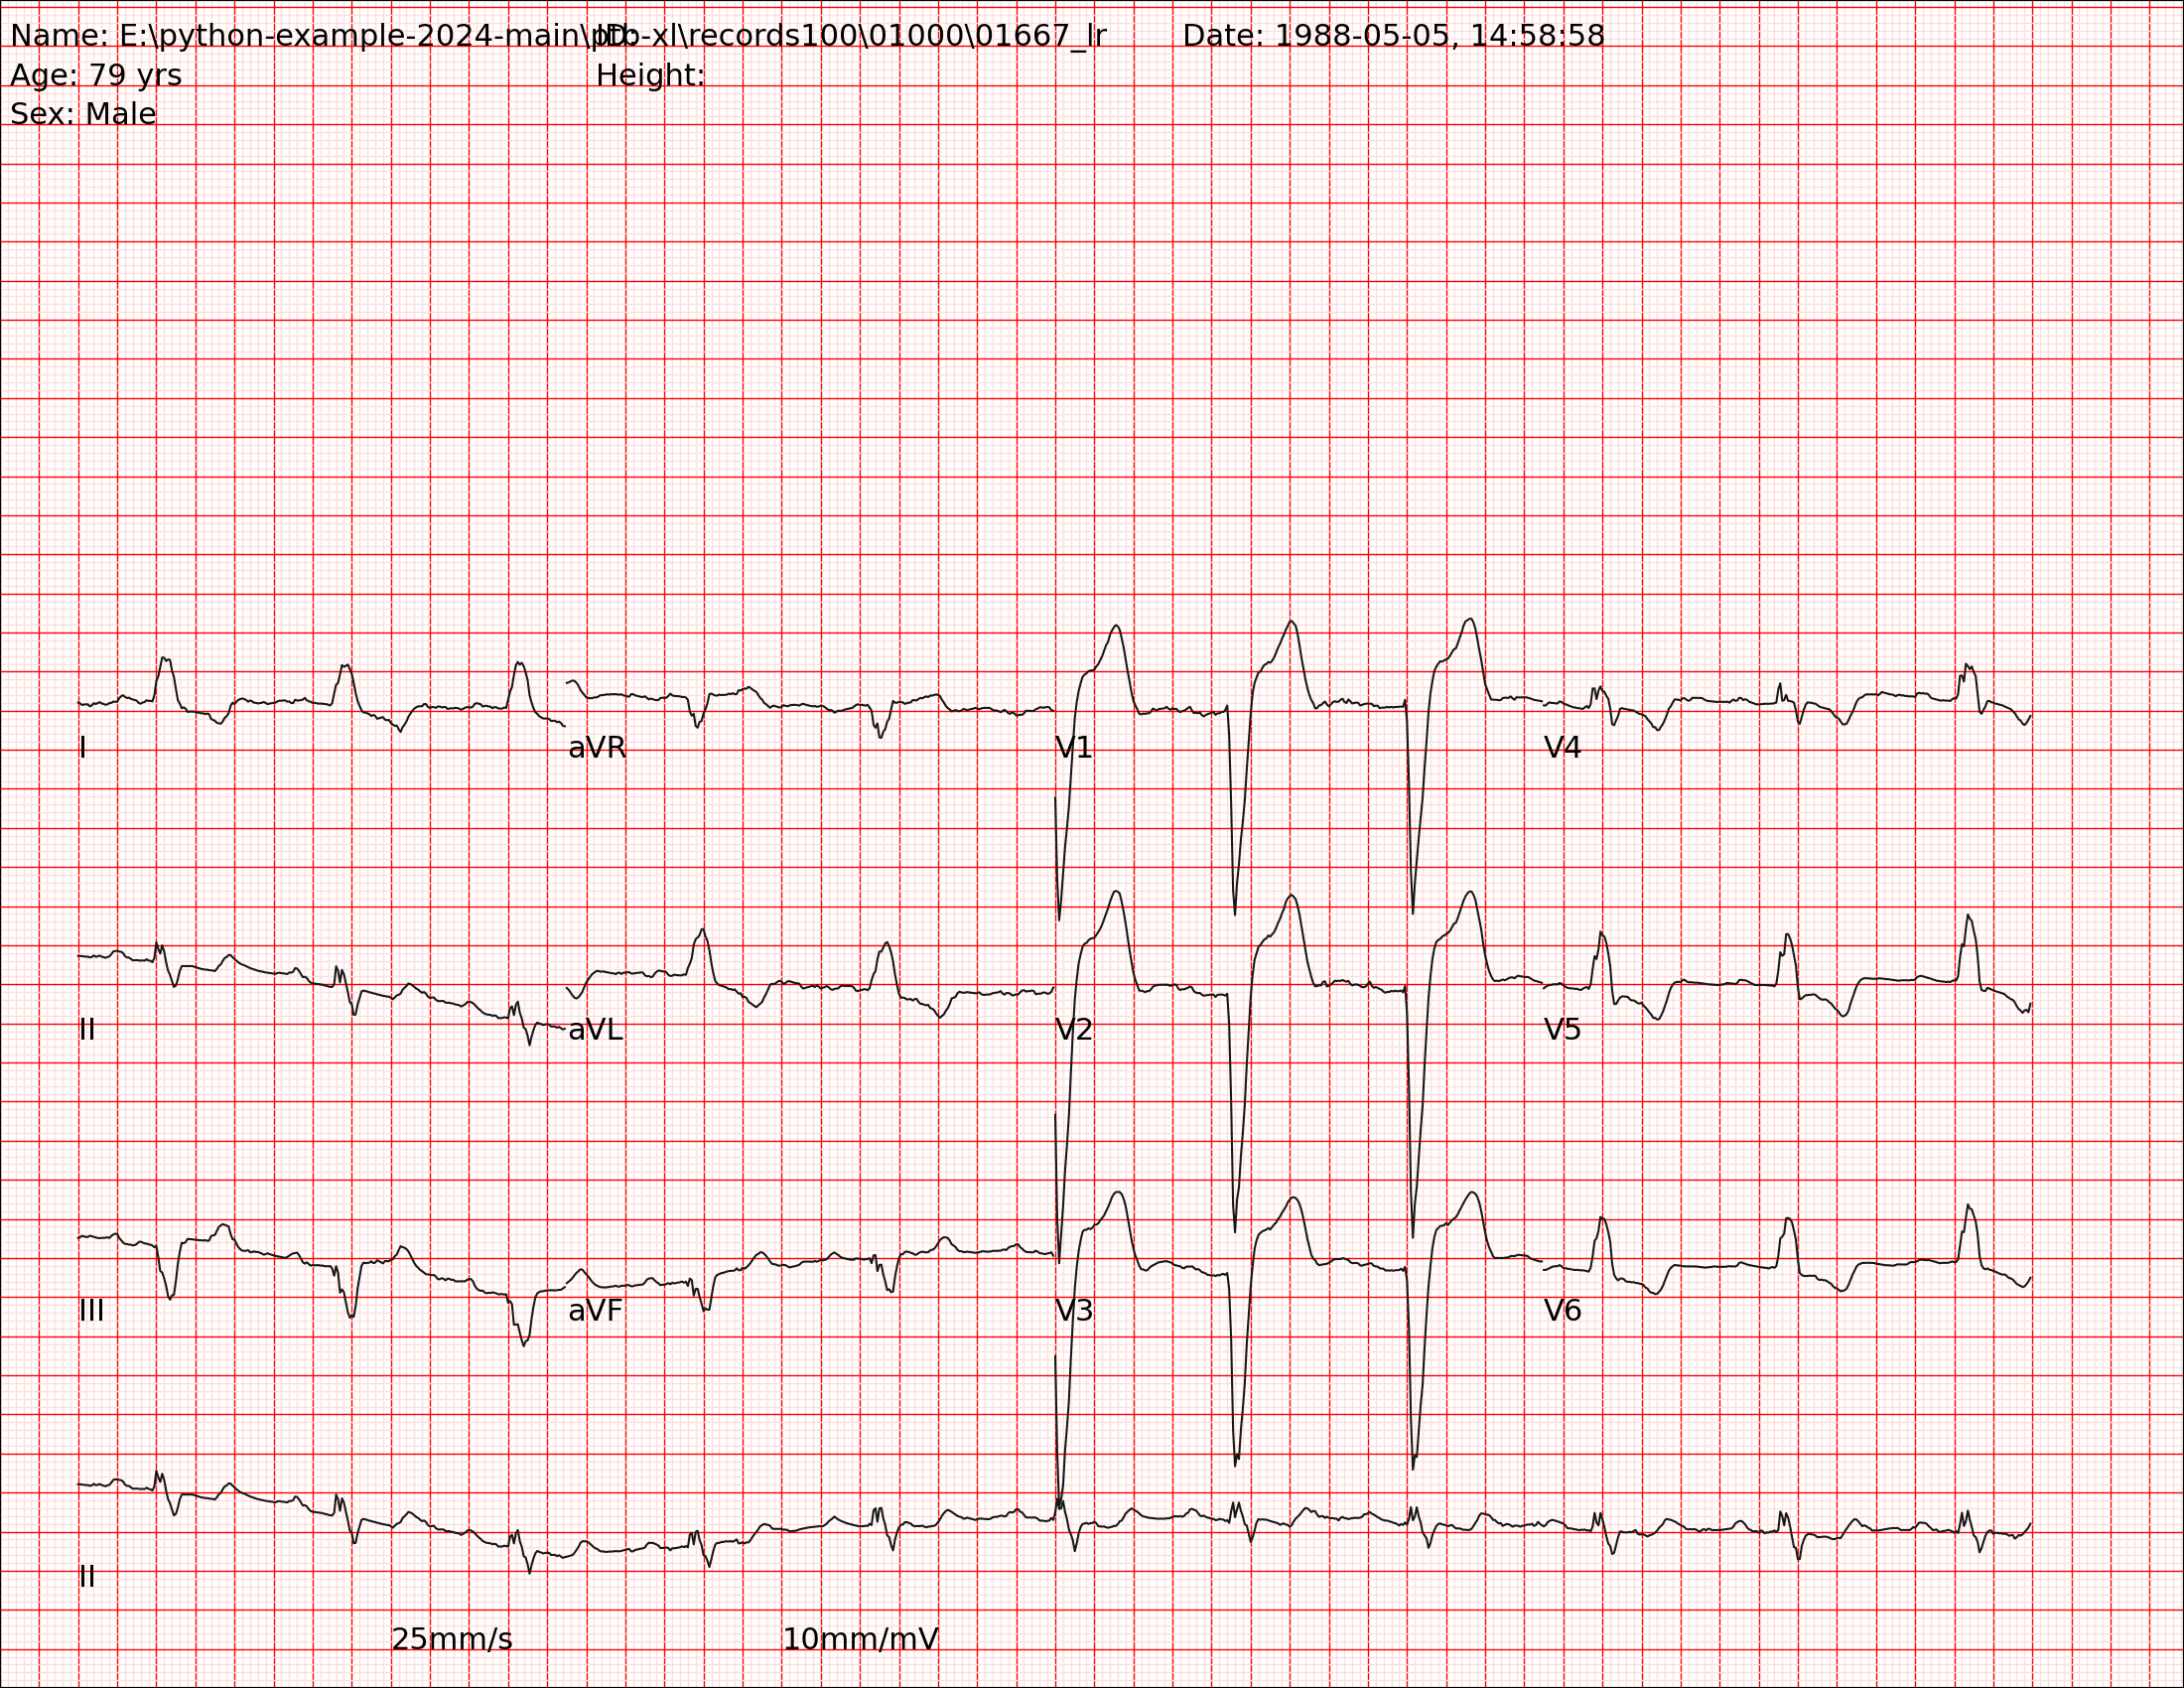 Name: E:\python-example-2024-main\ptb-xl\records100\01000\01667_lr ID: Date: 1988-05-05, 14:58:58
Age: 79 yrs Height:
Sex: Male
I aVR V1 V4
II aVL V2 V5
III aVF V3 V6
II
25mm/s 10mm/mV